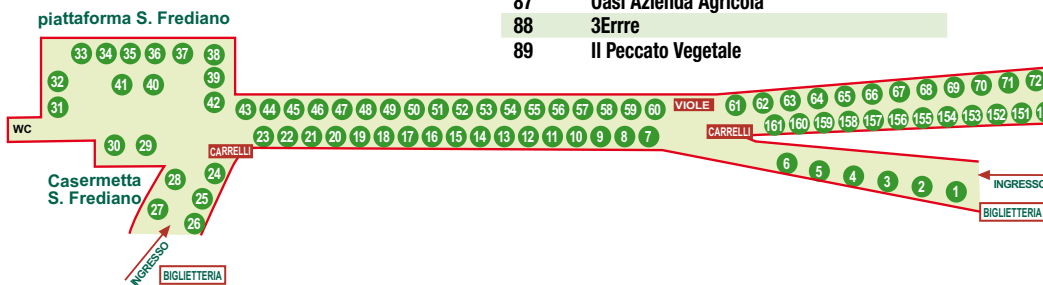 87 Oasi Azienda Agricola
88 3Errre
89 Il Peccato Vegetale
piattaforma S. Frediano
33 34 35 36 37 38
32 41 40 39
31 42
WC
30 29
43 44 45 46 47 48 49 50 51 52 53 54 55 56 57 58 59 60
VIOLE
61 62 63 64 65 66 67 68 69 70 71 72
23 22 21 20 19 18 17 16 15 14 13 12 11 10 9 8 7
CARRELLI
161 160 159 158 157 156 155 154 153 152 151
CARRELLI
6 5 4 3 2 1
INGRESSO
BIGLIETTERIA
Casermetta
S. Frediano
28 24
27 25
26
INGRESSO
BIGLIETTERIA